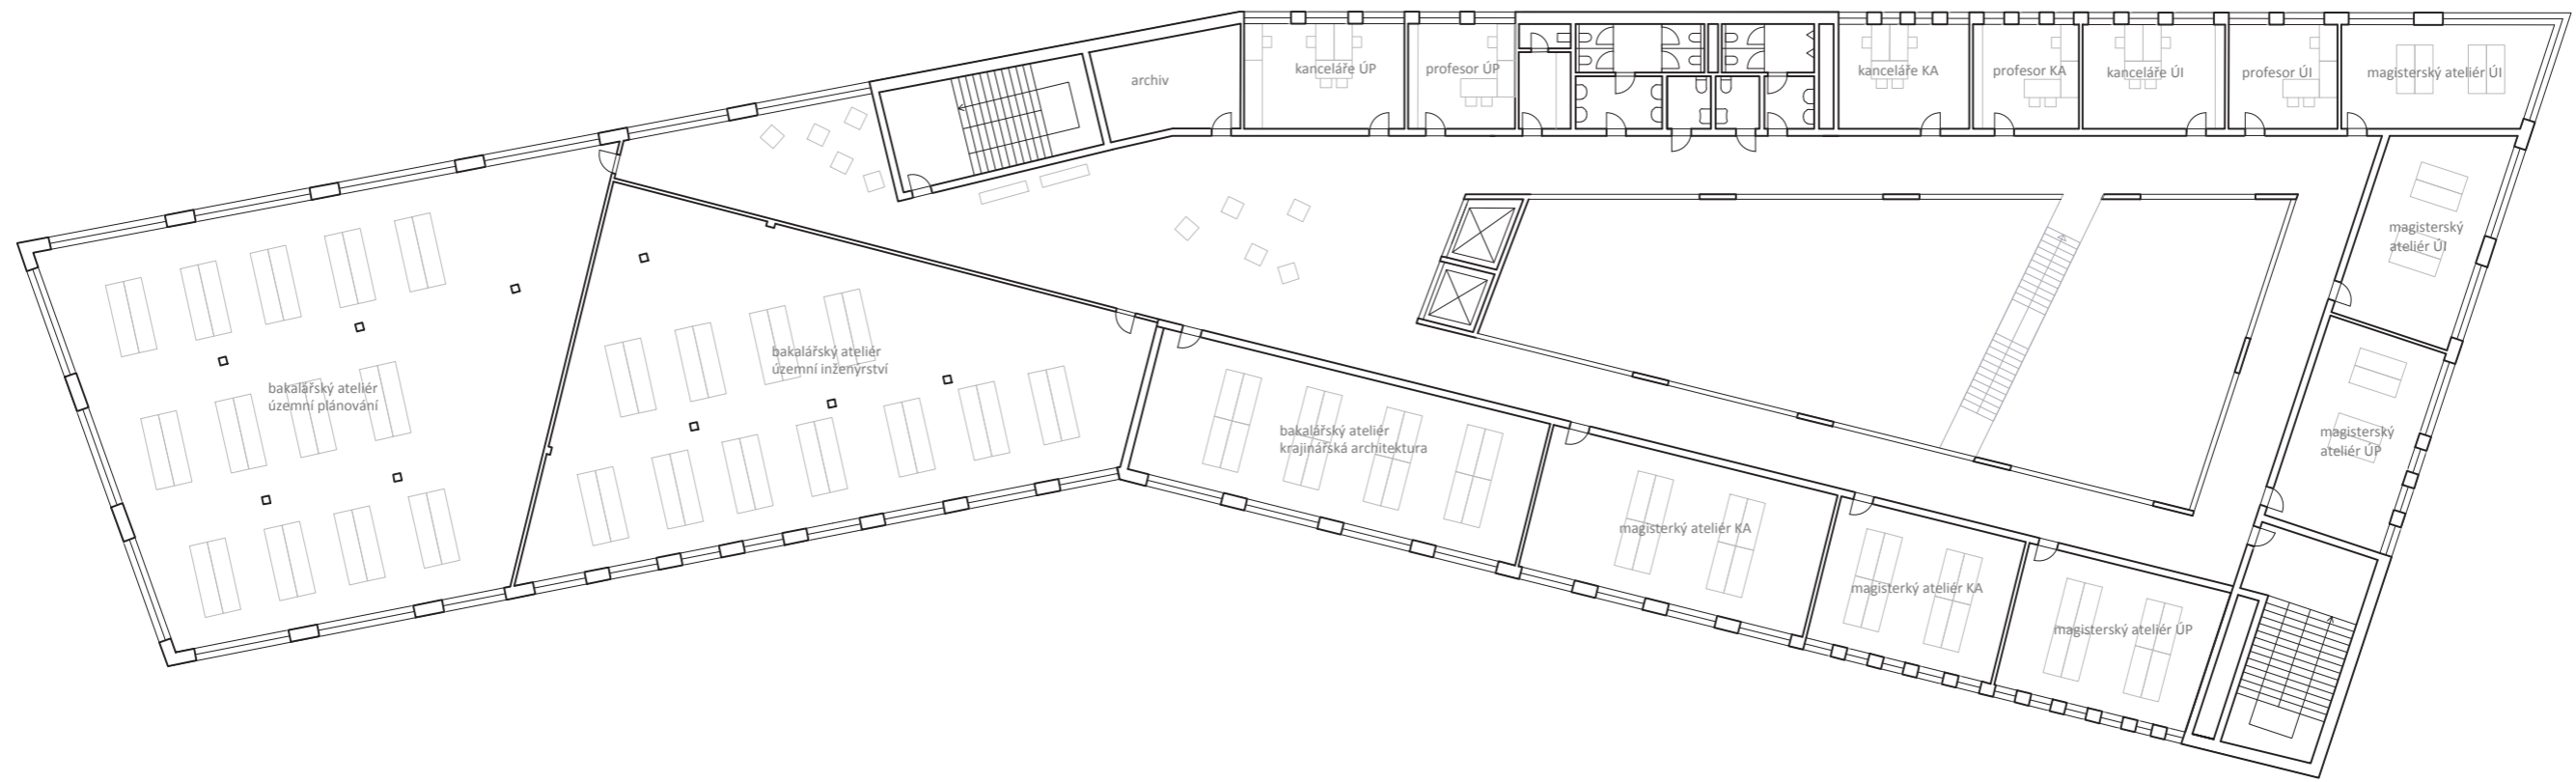 archiv
kanceláře ÚP
profesor ÚP
kanceláře KA
profesor KA
kanceláře ÚI
profesor ÚI
magisterský ateliér ÚI
magisterský
ateliér ÚI
magisterský
ateliér ÚP
bakalářský ateliér
územní plánování
bakalářský ateliér
územní inženýrství
bakalářský ateliér
krajinářská architektura
magisterký ateliér KA
magisterký ateliér KA
magisterský ateliér ÚP